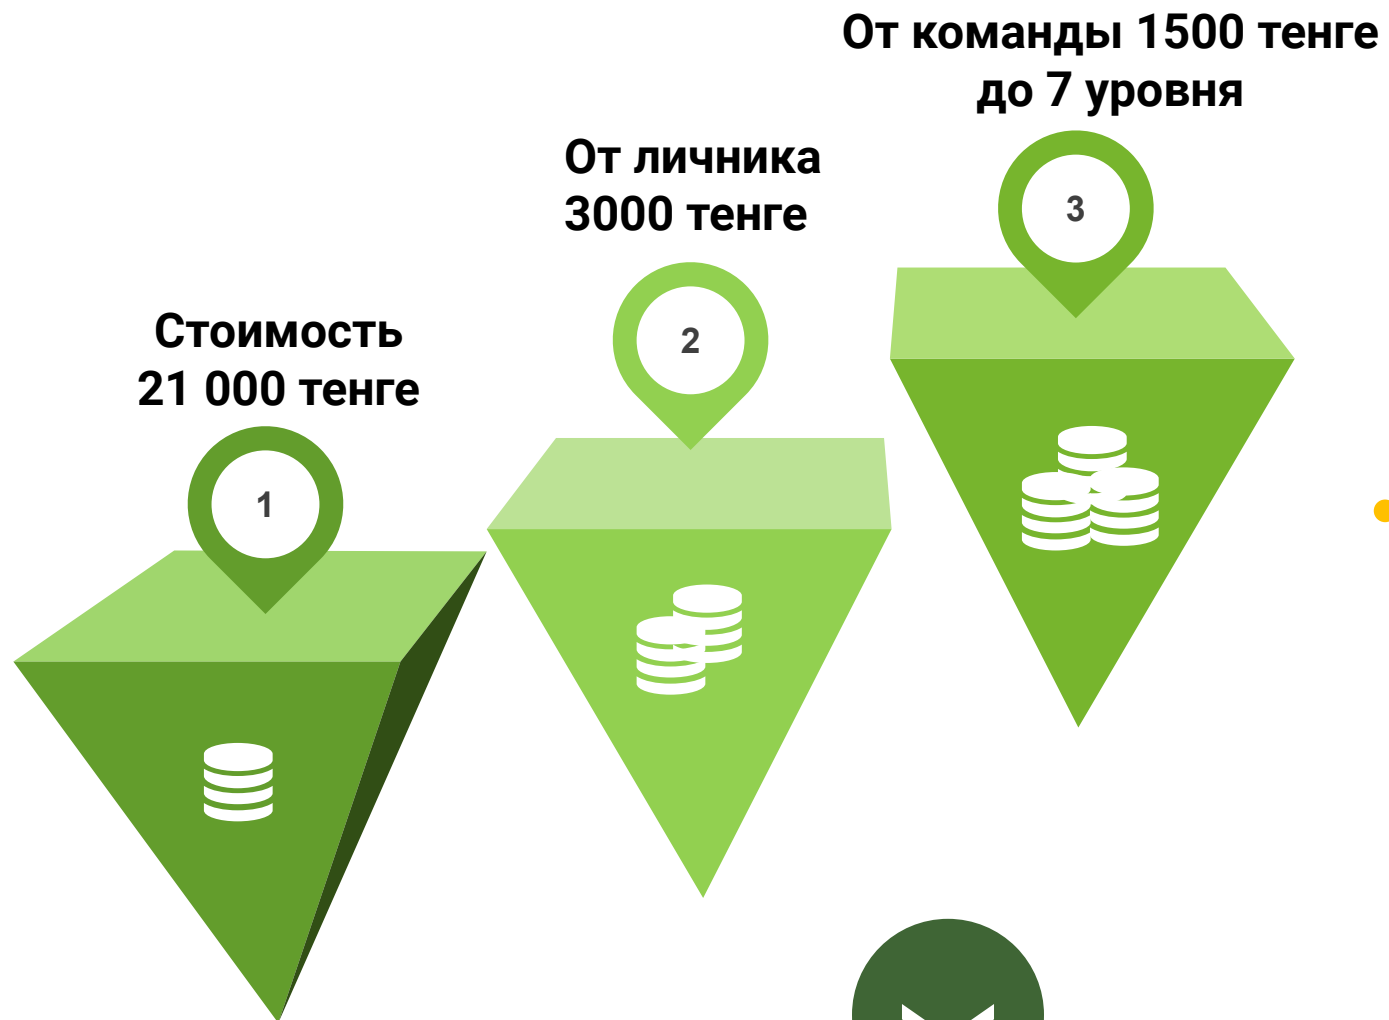 Стоимость
21 000 тенге
1
От личника
3000 тенге
2
От команды 1500 тенге
до 7 уровня
3